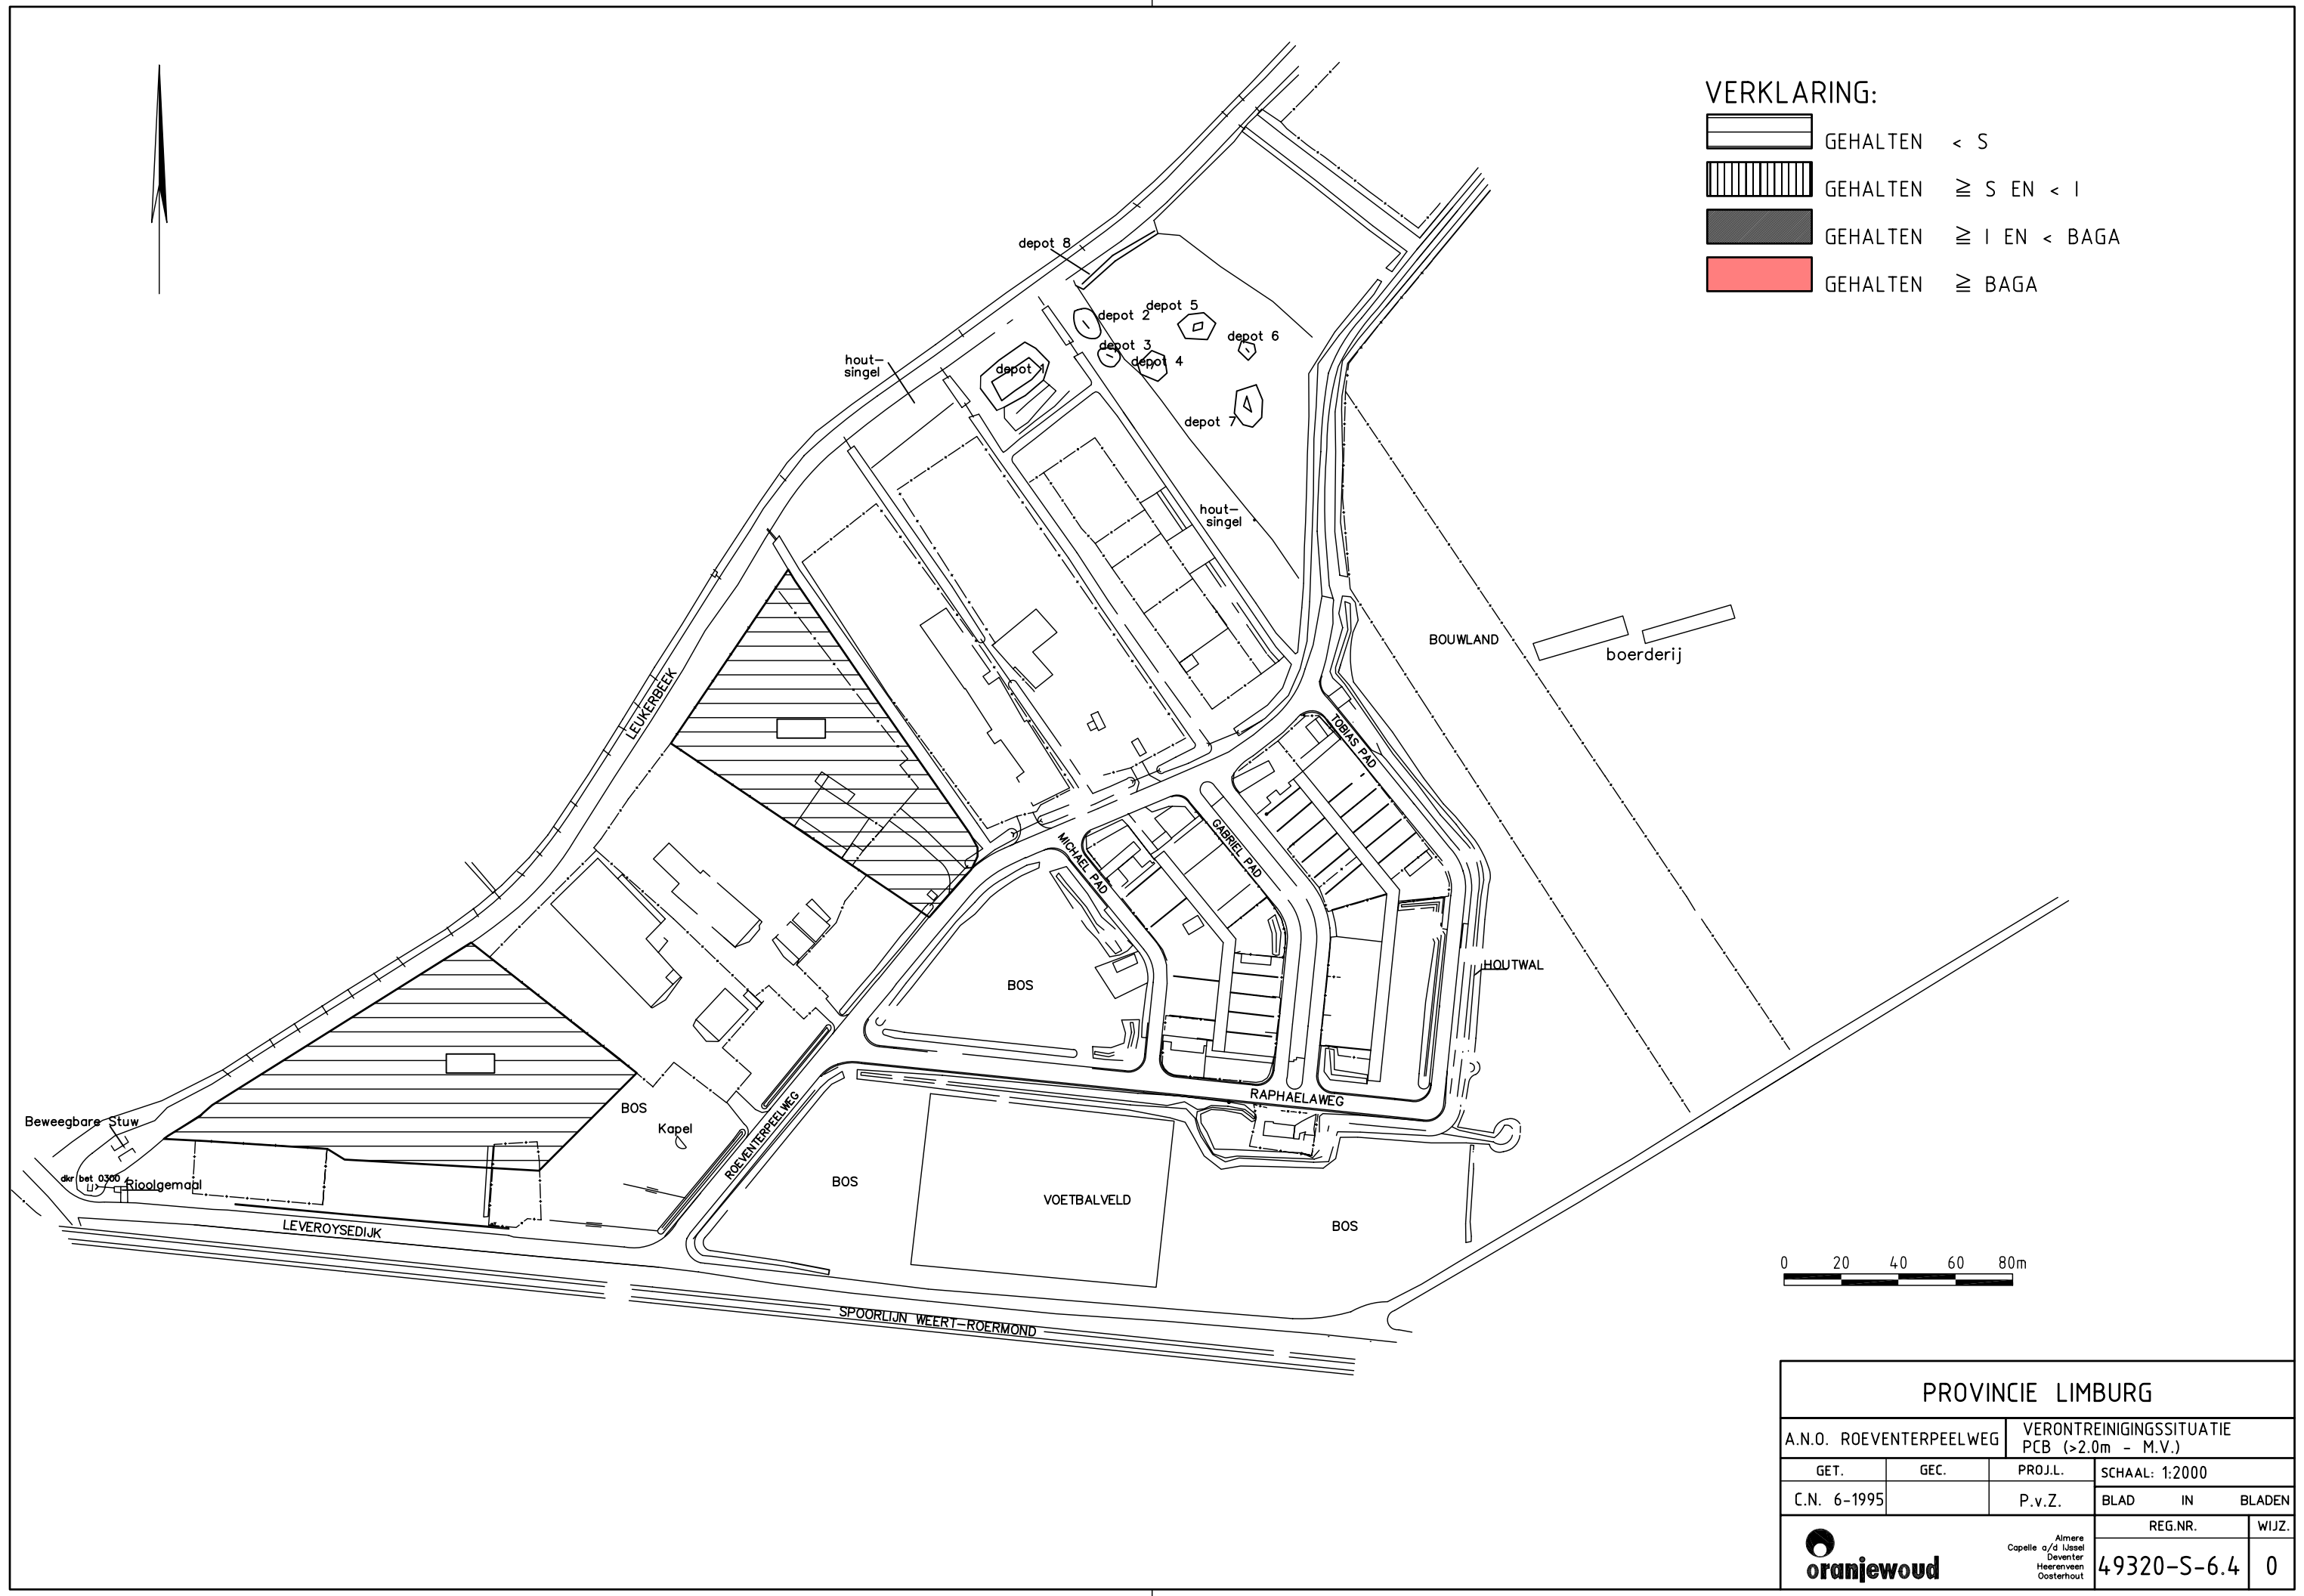 VERKLARING:
GEHALTEN < S
GEHALTEN ≧ S EN < I
GEHALTEN ≧ I EN < BAGA
GEHALTEN ≧ BAGA
depot 8
depot 5
depot 2
depot 6
depot 3
depot 4
depot 1
depot 7
hout-
singel
hout-
singel
LEUKERBEEK
BOUWLAND
boerderij
TOBIAS PAD
GABRIEL PAD
MICHAEL PAD
HOUTWAL
BOS
BOS
Kapel
Beweegbare Stuw
dkr bet 0300
Rioolgemaal
LEVEROYSEDIJK
ROEVENTERPEELWEG
RAPHAELAWEG
BOS
VOETBALVELD
BOS
SPOORLIJN WEERT-ROERMOND
0 20 40 60 80m
PROVINCIE LIMBURG
A.N.O. ROEVENTERPEELWEG
VERONTREINIGINGSSITUATIE
PCB (>2.0m - M.V.)
GET. GEC. PROJ.L. SCHAAL: 1:2000
C.N. 6-1995 P.v.Z. BLAD IN BLADEN
REG.NR. WIJZ.
oranjewoud
Almere
Capelle a/d IJssel
Deventer
Heerenveen
Oosterhout
49320-S-6.4 0